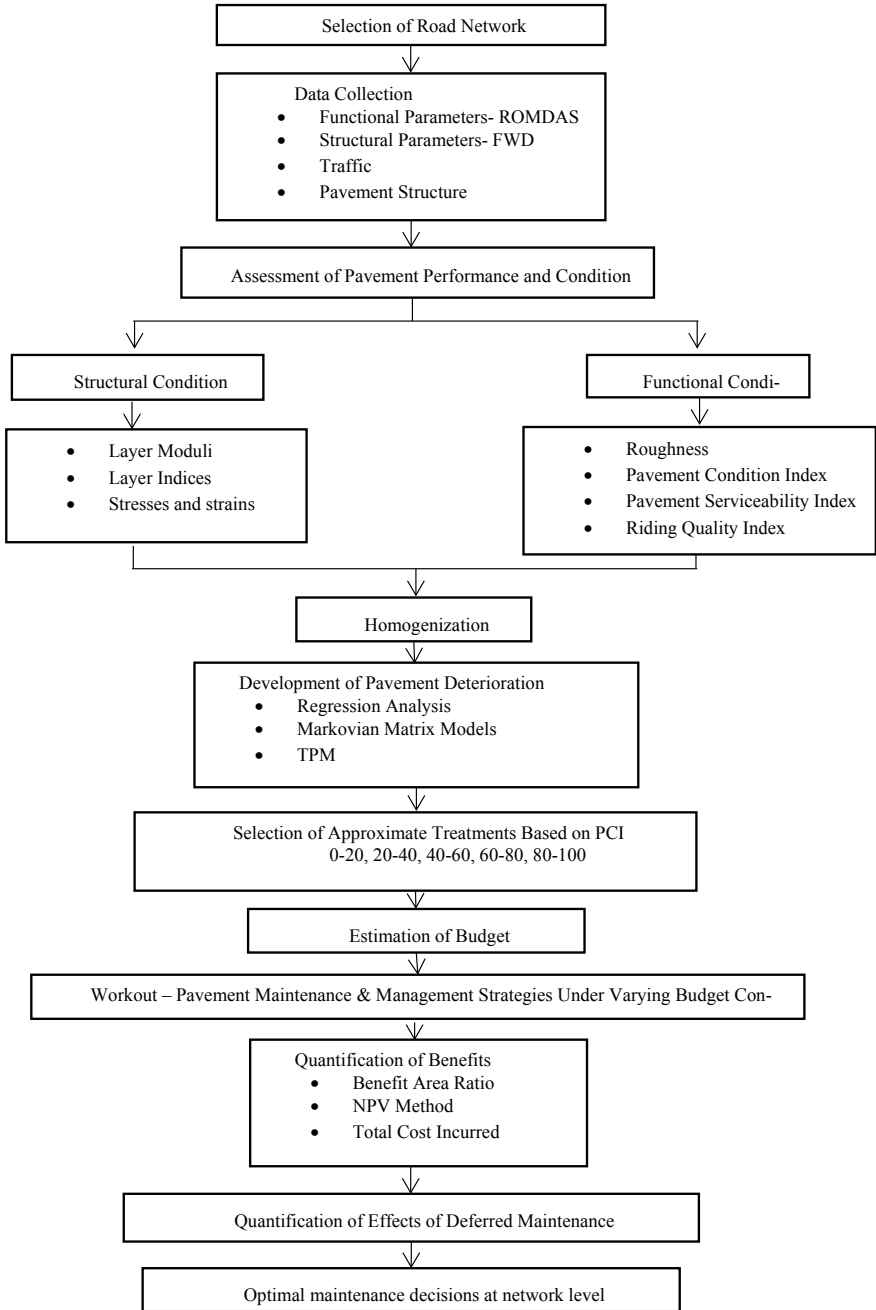 Selection of Road Network
Data Collection
• Functional Parameters- ROMDAS
• Structural Parameters- FWD
• Traffic
• Pavement Structure
Assessment of Pavement Performance and Condition
Structural Condition
Functional Condi-
• Layer Moduli
• Layer Indices
• Stresses and strains
• Roughness
• Pavement Condition Index
• Pavement Serviceability Index
• Riding Quality Index
Homogenization
Development of Pavement Deterioration
• Regression Analysis
• Markovian Matrix Models
• TPM
Selection of Approximate Treatments Based on PCI
0-20, 20-40, 40-60, 60-80, 80-100
Estimation of Budget
Workout – Pavement Maintenance & Management Strategies Under Varying Budget Con-
Quantification of Benefits
• Benefit Area Ratio
• NPV Method
• Total Cost Incurred
Quantification of Effects of Deferred Maintenance
Optimal maintenance decisions at network level